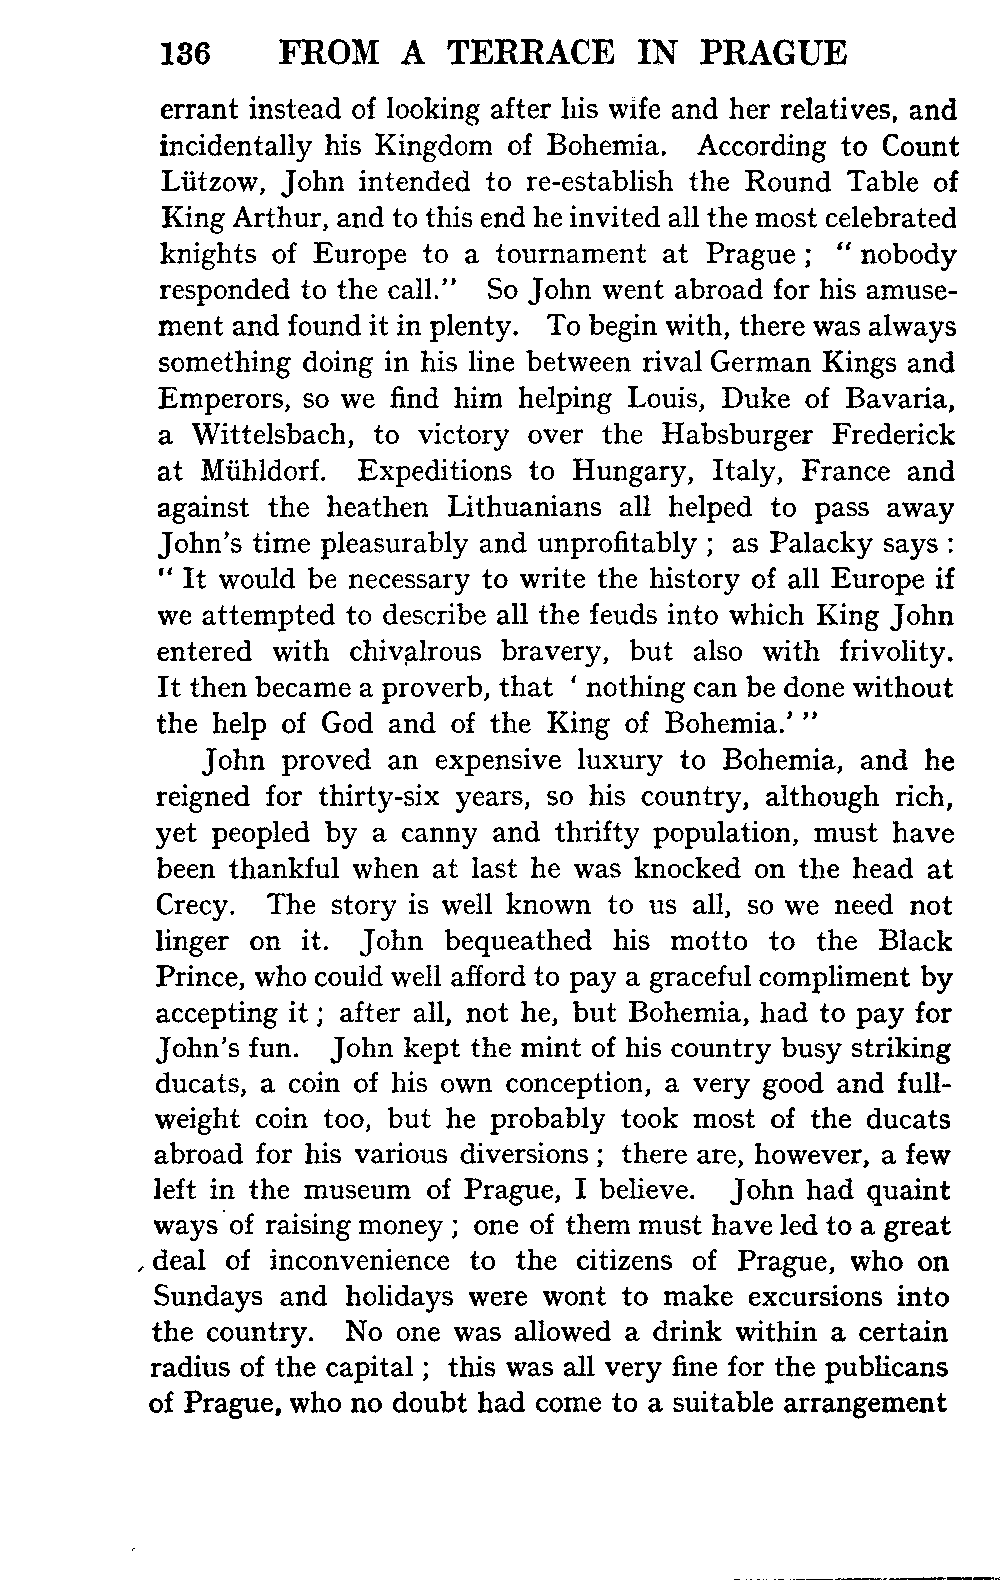 136 FROM A TERRACE IN PRAGUE
errant instead of looking after his wife and her relatives, and
incidentally his Kingdom of Bohemia. According to Count
Lützow, John intended to re-establish the Round Table of
King Arthur, and to this end he invited all the most celebrated
knights of Europe to a tournament at Prague ; " nobody
responded to the call." So John went abroad for his amuse-
ment and found it in plenty. To begin with, there was always
something doing in his line between rival German Kings and
Emperors, so we find him helping Louis, Duke of Bavaria,
a Wittelsbach, to victory over the Habsburger Frederick
at Mühldorf. Expeditions to Hungary, Italy, France and
against the heathen Lithuanians all helped to pass away
John's time pleasurably and unprofitably ; as Palacky says :
" It would be necessary to write the history of all Europe if
we attempted to describe all the feuds into which King John
entered with chivalrous bravery, but also with frivolity.
It then became a proverb, that ' nothing can be done without
the help of God and of the King of Bohemia.' "
John proved an expensive luxury to Bohemia, and he
reigned for thirty-six years, so his country, although rich,
yet peopled by a canny and thrifty population, must have
been thankful when at last he was knocked on the head at
Crecy. The story is well known to us all, so we need not
linger on it. John bequeathed his motto to the Black
Prince, who could well afford to pay a graceful compliment by
accepting it ; after all, not he, but Bohemia, had to pay for
John's fun. John kept the mint of his country busy striking
ducats, a coin of his own conception, a very good and full-
weight coin too, but he probably took most of the ducats
abroad for his various diversions ; there are, however, a few
left in the museum of Prague, I believe. John had quaint
ways of raising money ; one of them must have led to a great
deal of inconvenience to the citizens of Prague, who on
Sundays and holidays were wont to make excursions into
the country. No one was allowed a drink within a certain
radius of the capital ; this was all very fine for the publicans
of Prague, who no doubt had come to a suitable arrangement